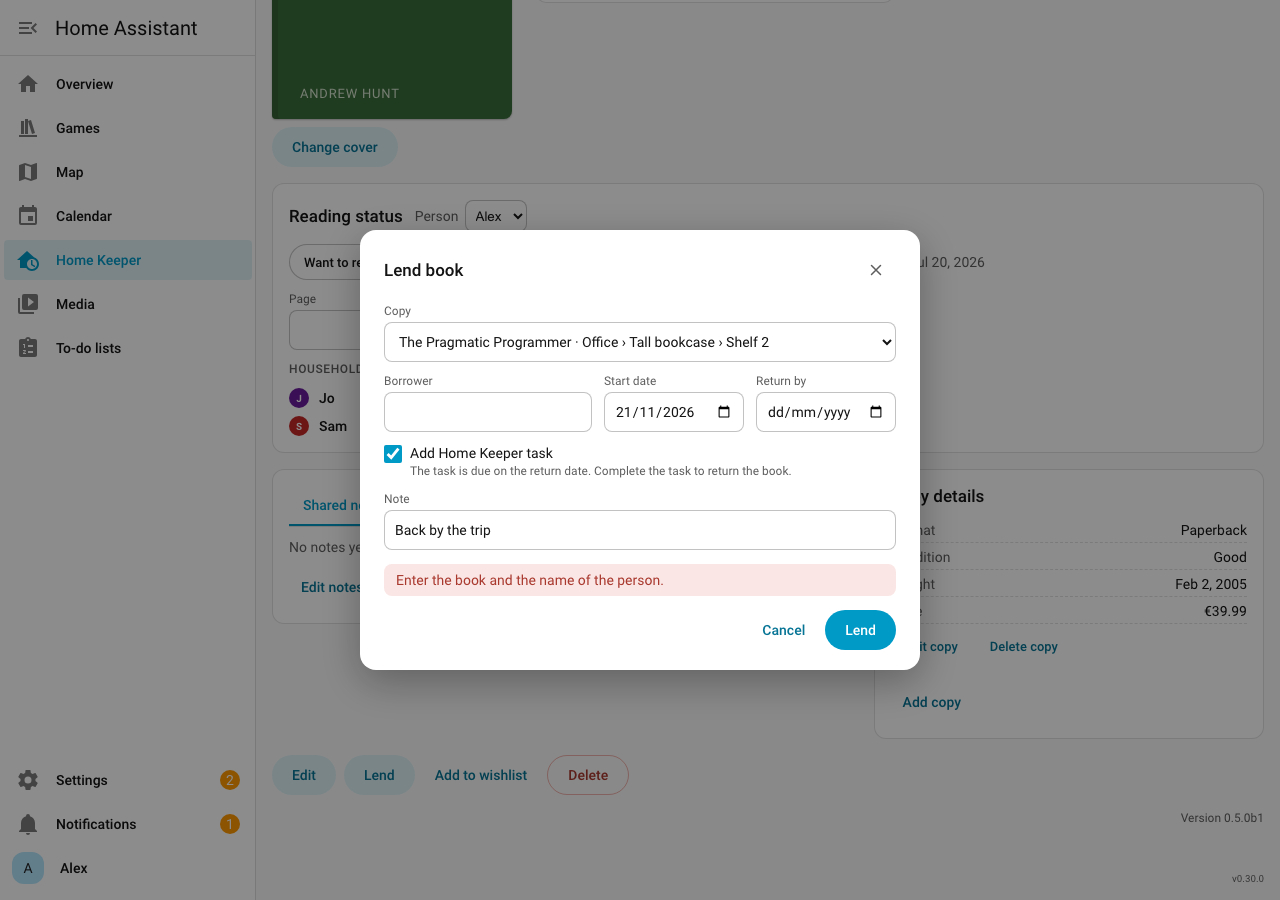 Home Assistant
Overview
Games
Map
Calendar
Home Keeper
Media
To-do lists
Settings
2
Notifications
1
A
Alex
ANDREW HUNT
Change cover
Reading status
Person
Alex
Want to re
ul 20, 2026
Page
HOUSEHOLD
J
Jo
S
Sam
Lend book
Copy
The Pragmatic Programmer · Office › Tall bookcase › Shelf 2
Borrower
Start date
Return by
21/11/2026
dd/mm/yyyy
Add Home Keeper task
The task is due on the return date. Complete the task to return the book.
Note
Back by the trip
Enter the book and the name of the person.
Cancel
Lend
Shared n
No notes ye
Edit notes
y details
nat
Paperback
dition
Good
ght
Feb 2, 2005
e
€39.99
it copy
Delete copy
Add copy
Edit
Lend
Add to wishlist
Delete
Version 0.5.0b1
v0.30.0